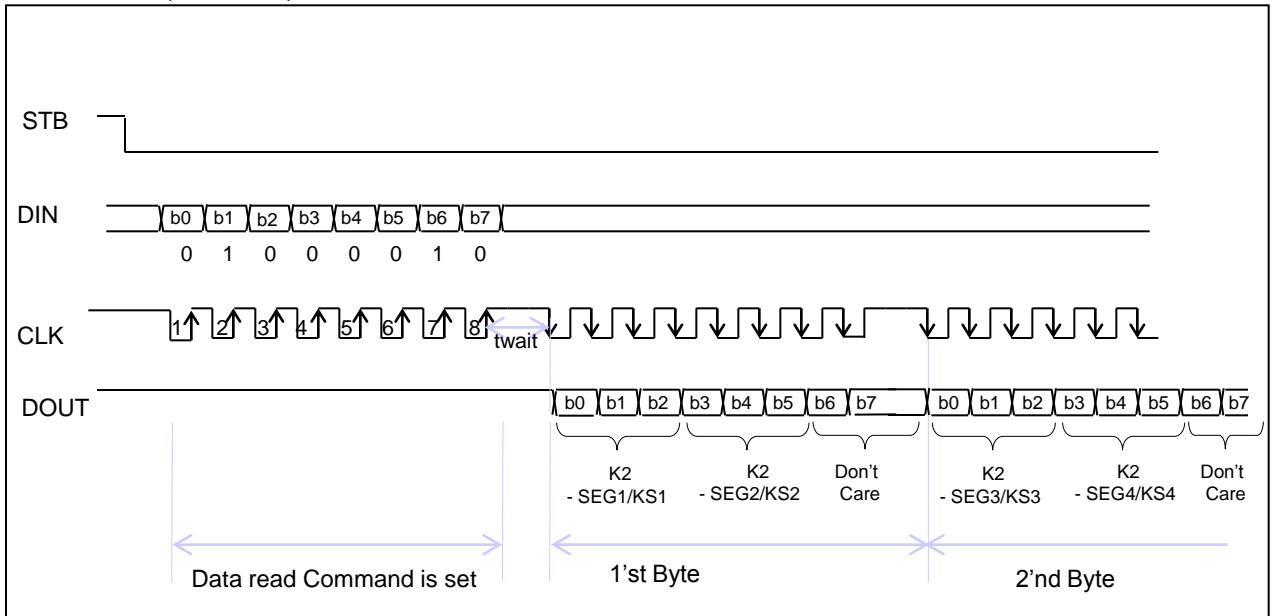 STB
DIN
b0 b1 b2 b3 b4 b5 b6 b7
0 1 0 0 0 0 1 0
CLK
1 2 3 4 5 6 7 8
twait
DOUT
b0 b1 b2 b3 b4 b5 b6 b7 b0 b1 b2 b3 b4 b5 b6 b7
K2
- SEG1/KS1
K2
- SEG2/KS2
Don't
Care
K2
- SEG3/KS3
K2
- SEG4/KS4
Don't
Care
Data read Command is set
1'st Byte
2'nd Byte